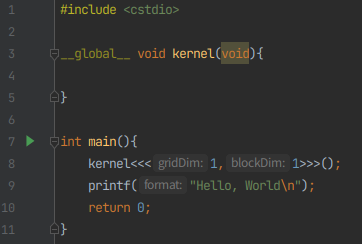 1 #include <cstdio>
2
3 __global__ void kernel(void){
4
5 }
6
7 int main(){
8 kernel<<< gridDim: 1, blockDim: 1>>>();
9 printf( format: "Hello, World\n");
10 return 0;
11 }